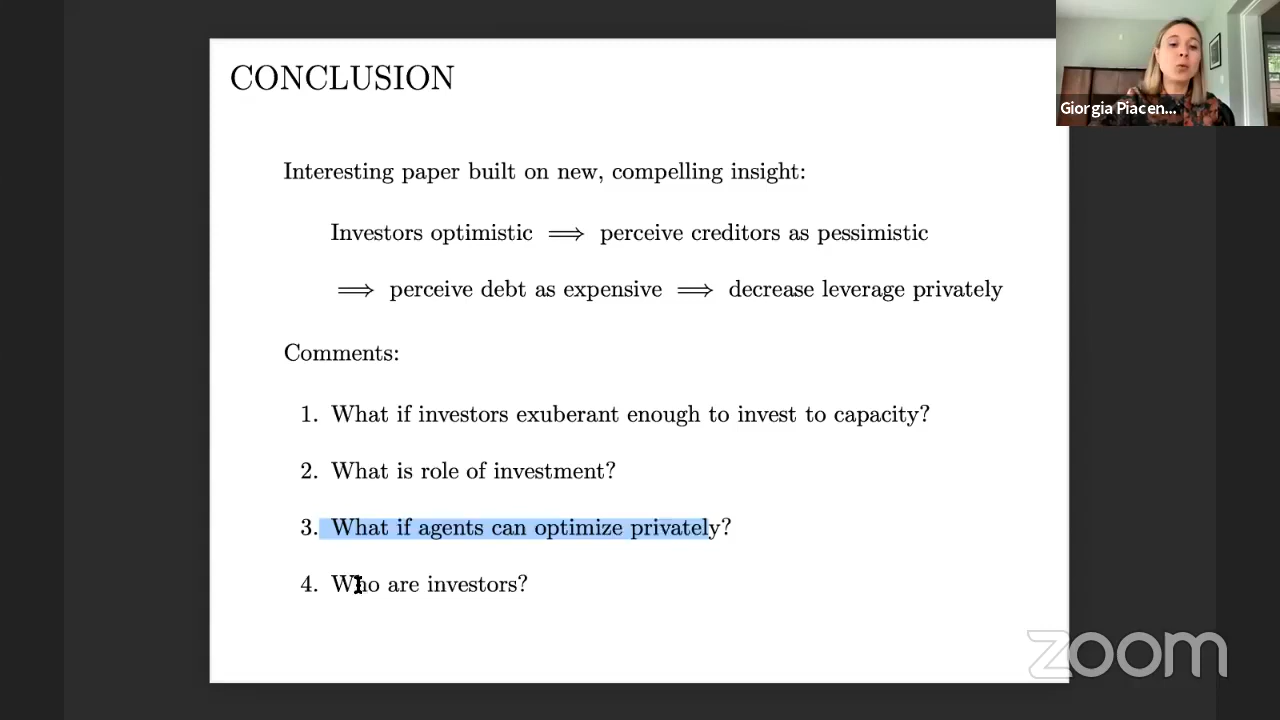 CONCLUSION
Giorgia Piacen...
Interesting paper built on new, compelling insight:
Investors optimistic ⟹ perceive creditors as pessimistic
⟹ perceive debt as expensive ⟹ decrease leverage privately
Comments:
1. What if investors exuberant enough to invest to capacity?
2. What is role of investment?
3. What if agents can optimize privately?
4. Who are investors?
zoom